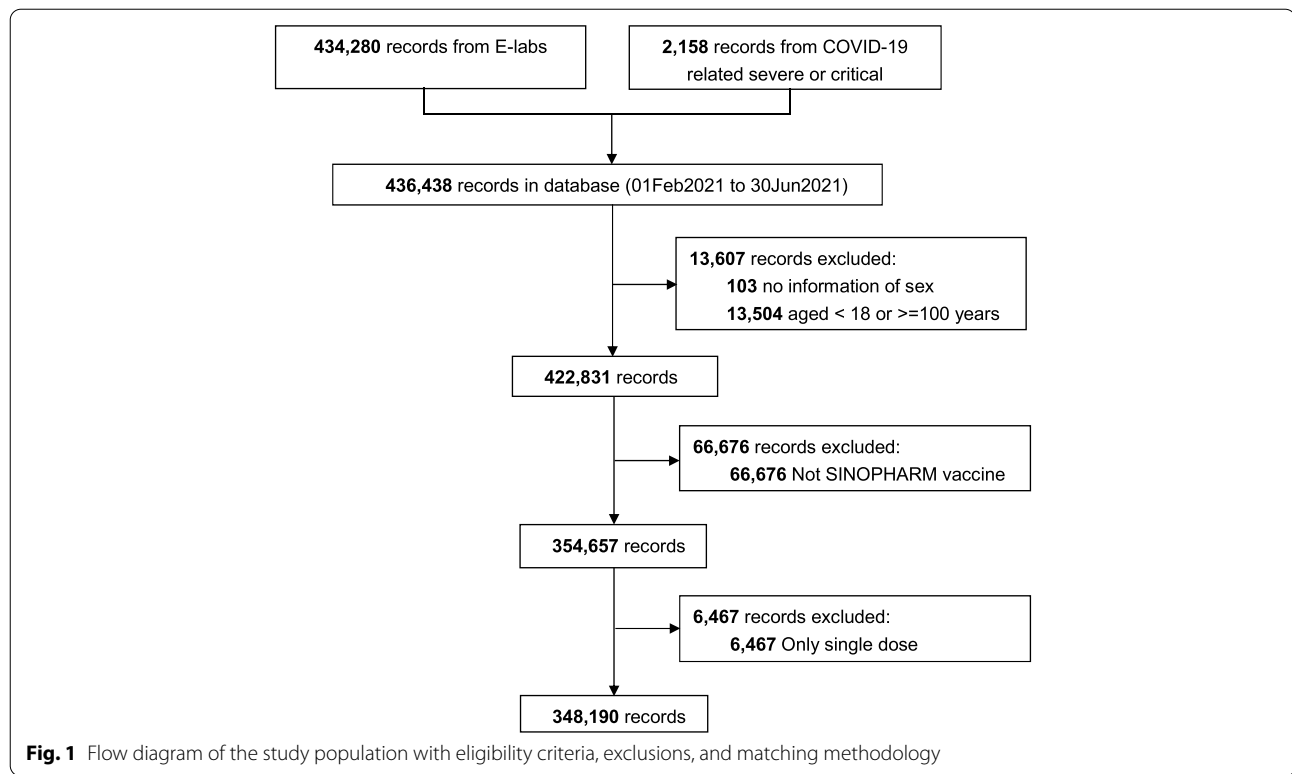 434,280 records from E-labs
2,158 records from COVID-19
related severe or critical
436,438 records in database (01Feb2021 to 30Jun2021)
13,607 records excluded:
103 no information of sex
13,504 aged < 18 or >=100 years
422,831 records
66,676 records excluded:
66,676 Not SINOPHARM vaccine
354,657 records
6,467 records excluded:
6,467 Only single dose
348,190 records
Fig. 1 Flow diagram of the study population with eligibility criteria, exclusions, and matching methodology